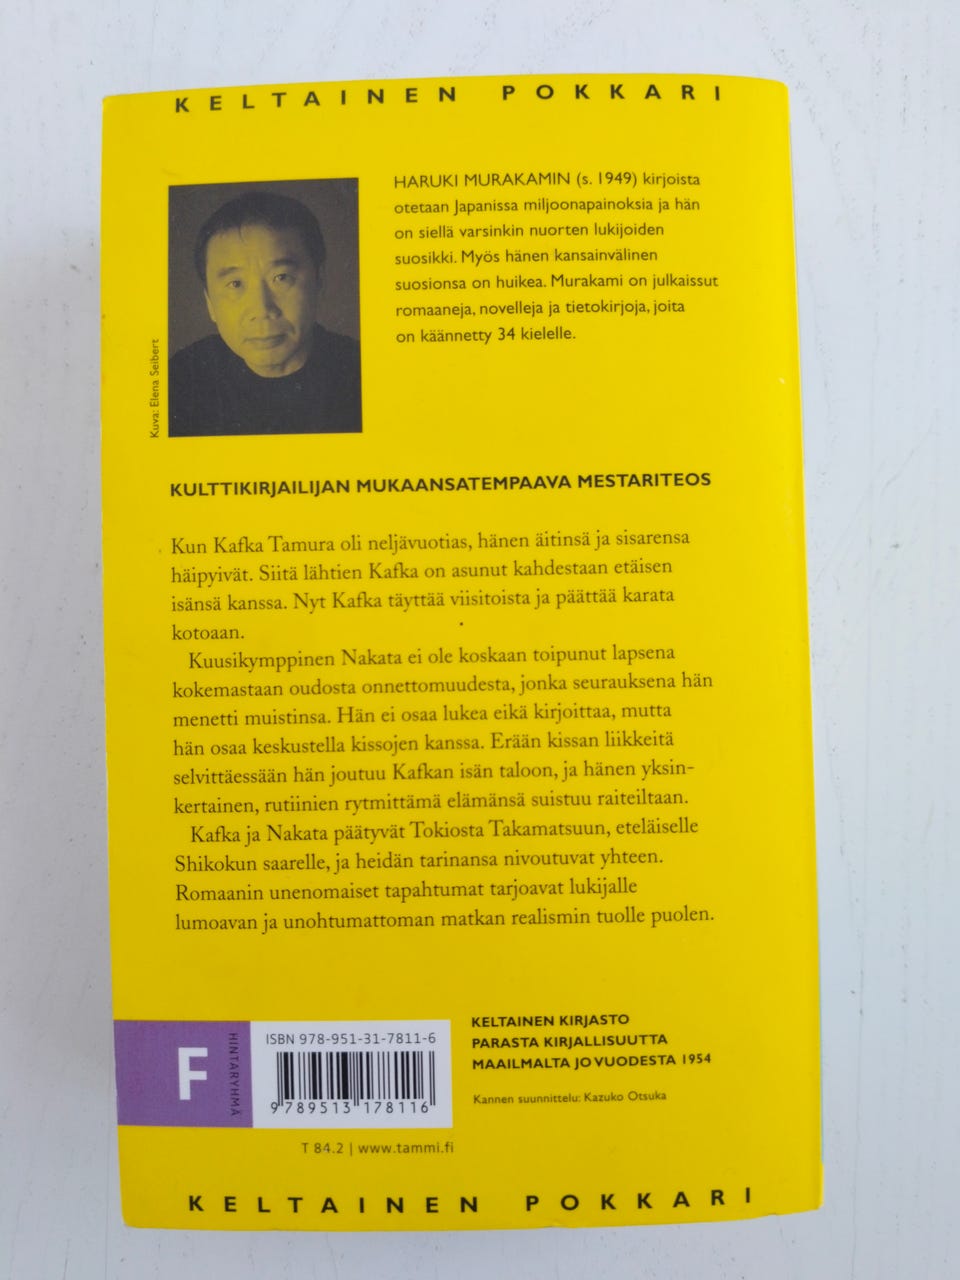 KELTAINEN POKKARI
HARUKI MURAKAMIN (s. 1949) kirjoista
otetaan Japanissa miljoonapainoksia ja hän
on siellä varsinkin nuorten lukijoiden
suosikki. Myös hänen kansainvälinen
suosionsa on huikea. Murakami on julkaissut
romaaneja, novelleja ja tietokirjoja, joita
on käännetty 34 kielelle.
Kuva: Elena Seibert
KULTTIKIRJAILIJAN MUKAANSATEMPAAVA MESTARITEOS
Kun Kafka Tamura oli neljävuotias, hänen äitinsä ja sisarensa
häipyivät. Siitä lähtien Kafka on asunut kahdestaan etäisen
isänsä kanssa. Nyt Kafka täyttää viisitoista ja päättää karata
kotoaan.
Kuusikymppinen Nakata ei ole koskaan toipunut lapsena
kokemastaan oudosta onnettomuudesta, jonka seurauksena hän
menetti muistinsa. Hän ei osaa lukea eikä kirjoittaa, mutta
hän osaa keskustella kissojen kanssa. Erään kissan liikkeitä
selvittäessään hän joutuu Kafkan isän taloon, ja hänen yksin-
kertainen, rutiinien rytmittämä elämänsä suistuu raiteiltaan.
Kafka ja Nakata päätyvät Tokiosta Takamatsuun, eteläiselle
Shikokun saarelle, ja heidän tarinansa nivoutuvat yhteen.
Romaanin unenomaiset tapahtumat tarjoavat lukijalle
lumoavan ja unohtumattoman matkan realismin tuolle puolen.
F
HINTARYHMÄ
ISBN 978-951-31-7811-6
9 789513 178116
KELTAINEN KIRJASTO
PARASTA KIRJALLISUUTTA
MAAILMALTA JO VUODESTA 1954
Kannen suunnittelu: Kazuko Otsuka
T 84.2 | www.tammi.fi
KELTAINEN POKKARI